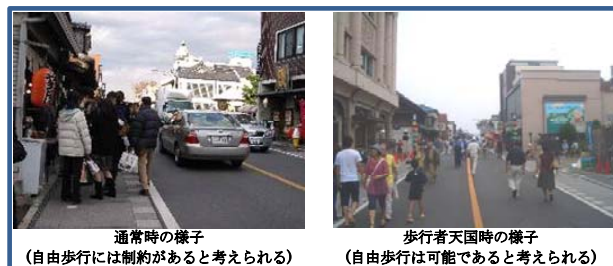 通常時の様子
(自由歩行には制約があると考えられる)
歩行者天国時の様子
(自由歩行は可能であると考えられる)